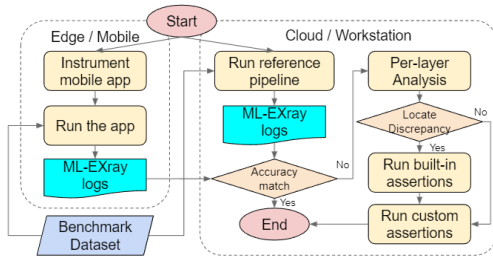 Start
Edge / Mobile
Cloud / Workstation
Instrument
mobile app
Run the app
ML-EXray
logs
Benchmark
Dataset
Run reference
pipeline
ML-EXray
logs
Accuracy
match
No
Yes
End
Per-layer
Analysis
Locate
Discrepancy
No
Yes
Run built-in
assertions
Run custom
assertions